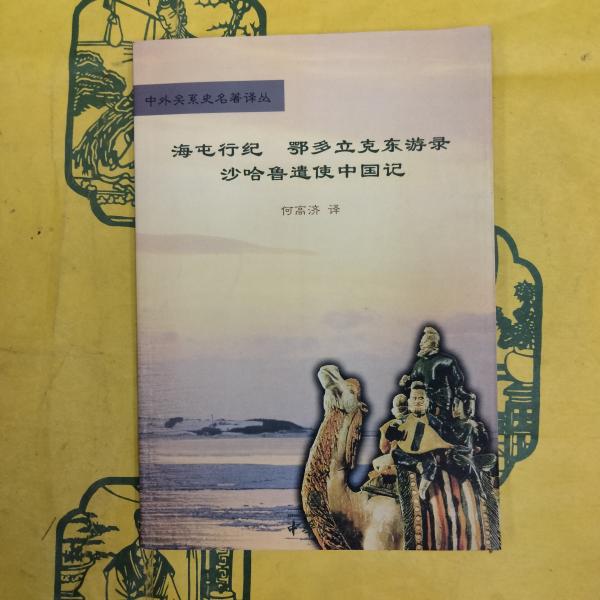 中外关系史名著译丛
海屯行纪　鄂多立克东游录
沙哈鲁遣使中国记
何高济 译
中